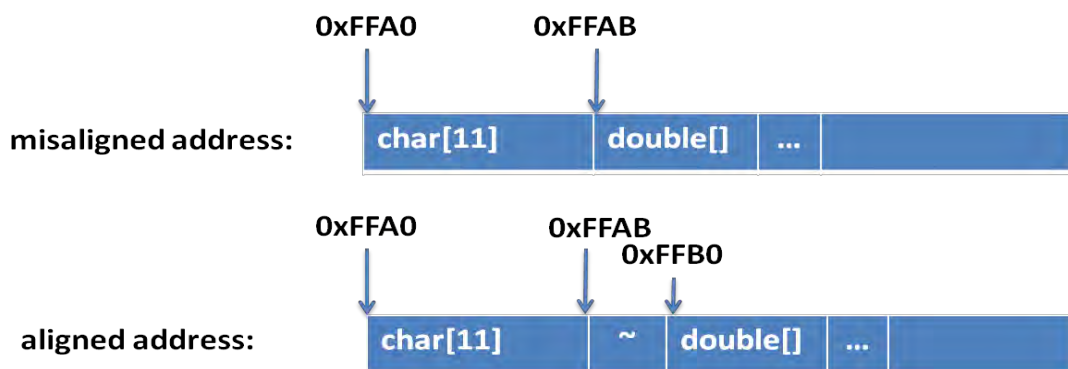 0xFFA0 0xFFAB
misaligned address: char[11] double[] ...
0xFFA0 0xFFAB
0xFFB0
aligned address: char[11] ~ double[] ...